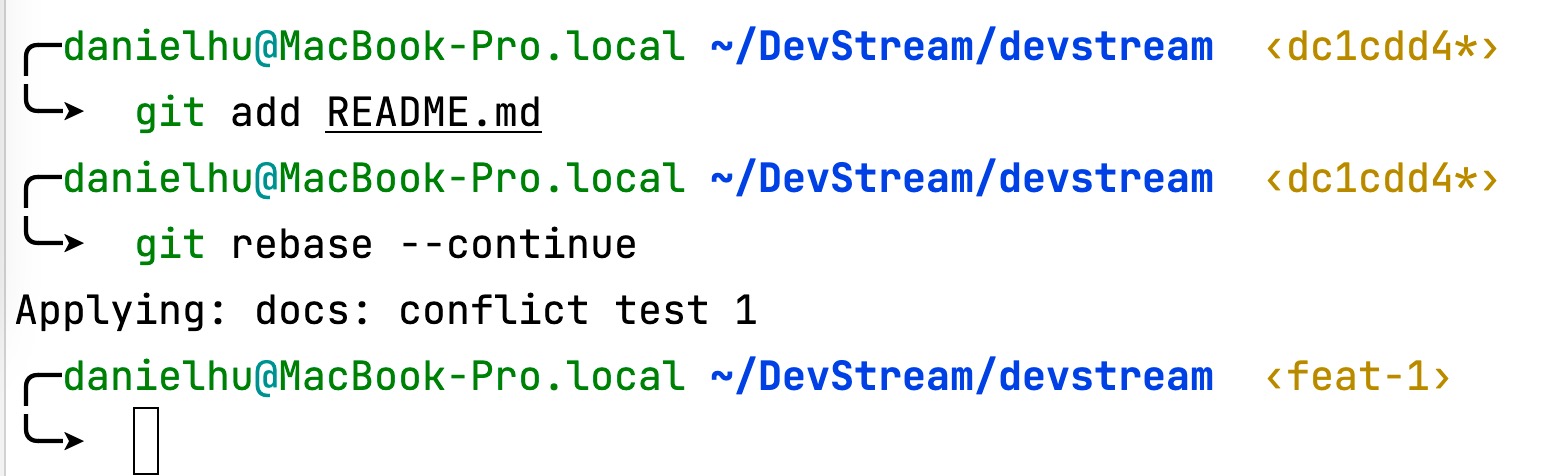 ╭─danielhu@MacBook-Pro.local ~/DevStream/devstream ‹dc1cdd4*›
╰─➤ git add README.md
╭─danielhu@MacBook-Pro.local ~/DevStream/devstream ‹dc1cdd4*›
╰─➤ git rebase --continue
Applying: docs: conflict test 1
╭─danielhu@MacBook-Pro.local ~/DevStream/devstream ‹feat-1›
╰─➤